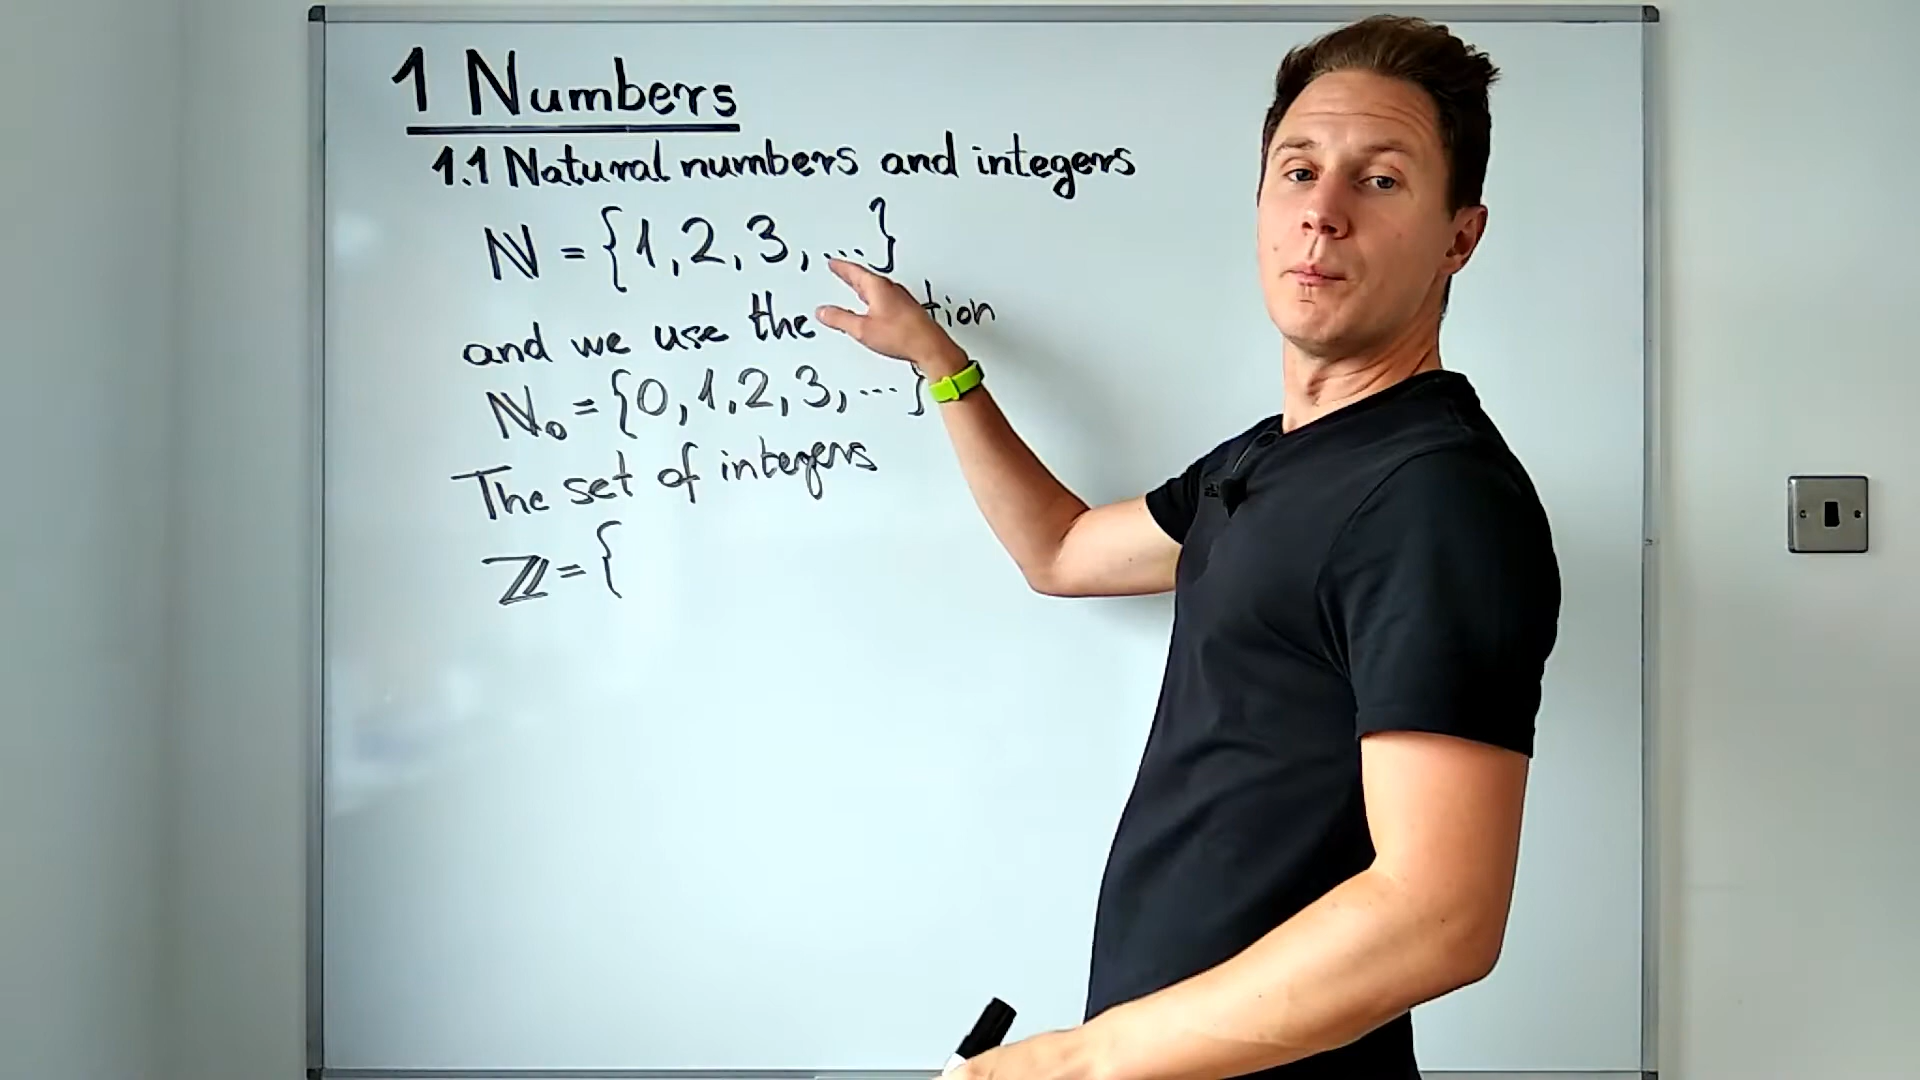 1 Numbers
1.1 Natural numbers and integers
ℕ = {1, 2, 3, ...}
and we use the tion
ℕ₀ = {0, 1, 2, 3, ...}
The set of integers
ℤ = {